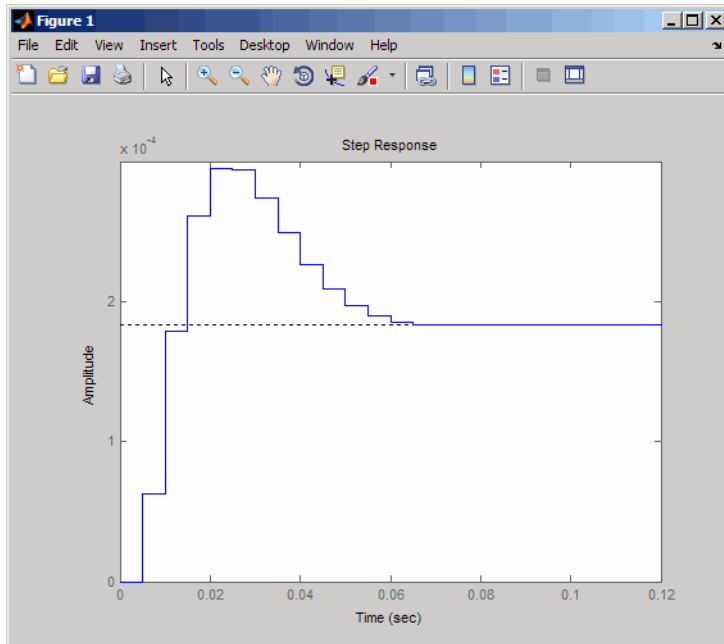 Figure 1
File Edit View Insert Tools Desktop Window Help
x 10⁻⁴
Step Response
2
1
0
Amplitude
0 0.02 0.04 0.06 0.08 0.1 0.12
Time (sec)